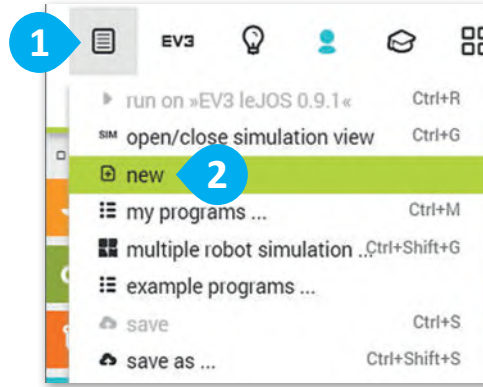 1
EV3
run on »EV3 leJOS 0.9.1« Ctrl+R
SIM open/close simulation view Ctrl+G
new 2
my programs ... Ctrl+M
multiple robot simulation ... Ctrl+Shift+G
example programs ...
save Ctrl+S
save as ... Ctrl+Shift+S